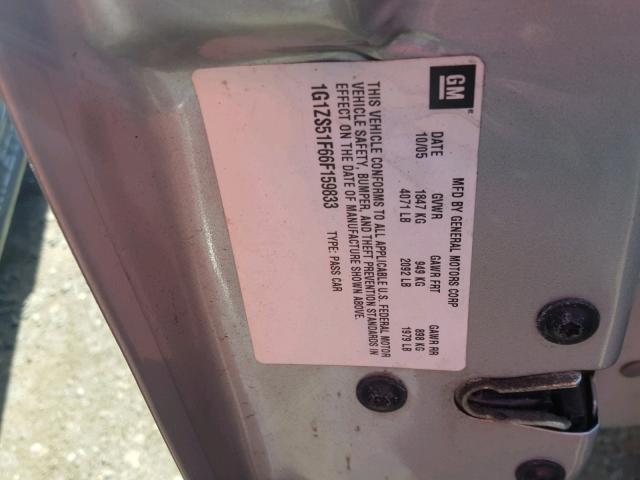 GM
MFD BY GENERAL MOTORS CORP
DATE GVWR GAWR FRT GAWR RR
10/05 1847 KG 949 KG 898 KG
4071 LB 2092 LB 1979 LB
THIS VEHICLE CONFORMS TO ALL APPLICABLE U.S. FEDERAL MOTOR
VEHICLE SAFETY, BUMPER, AND THEFT PREVENTION STANDARDS IN
EFFECT ON THE DATE OF MANUFACTURE SHOWN ABOVE.
1G1ZS51F66F159833 TYPE: PASS CAR